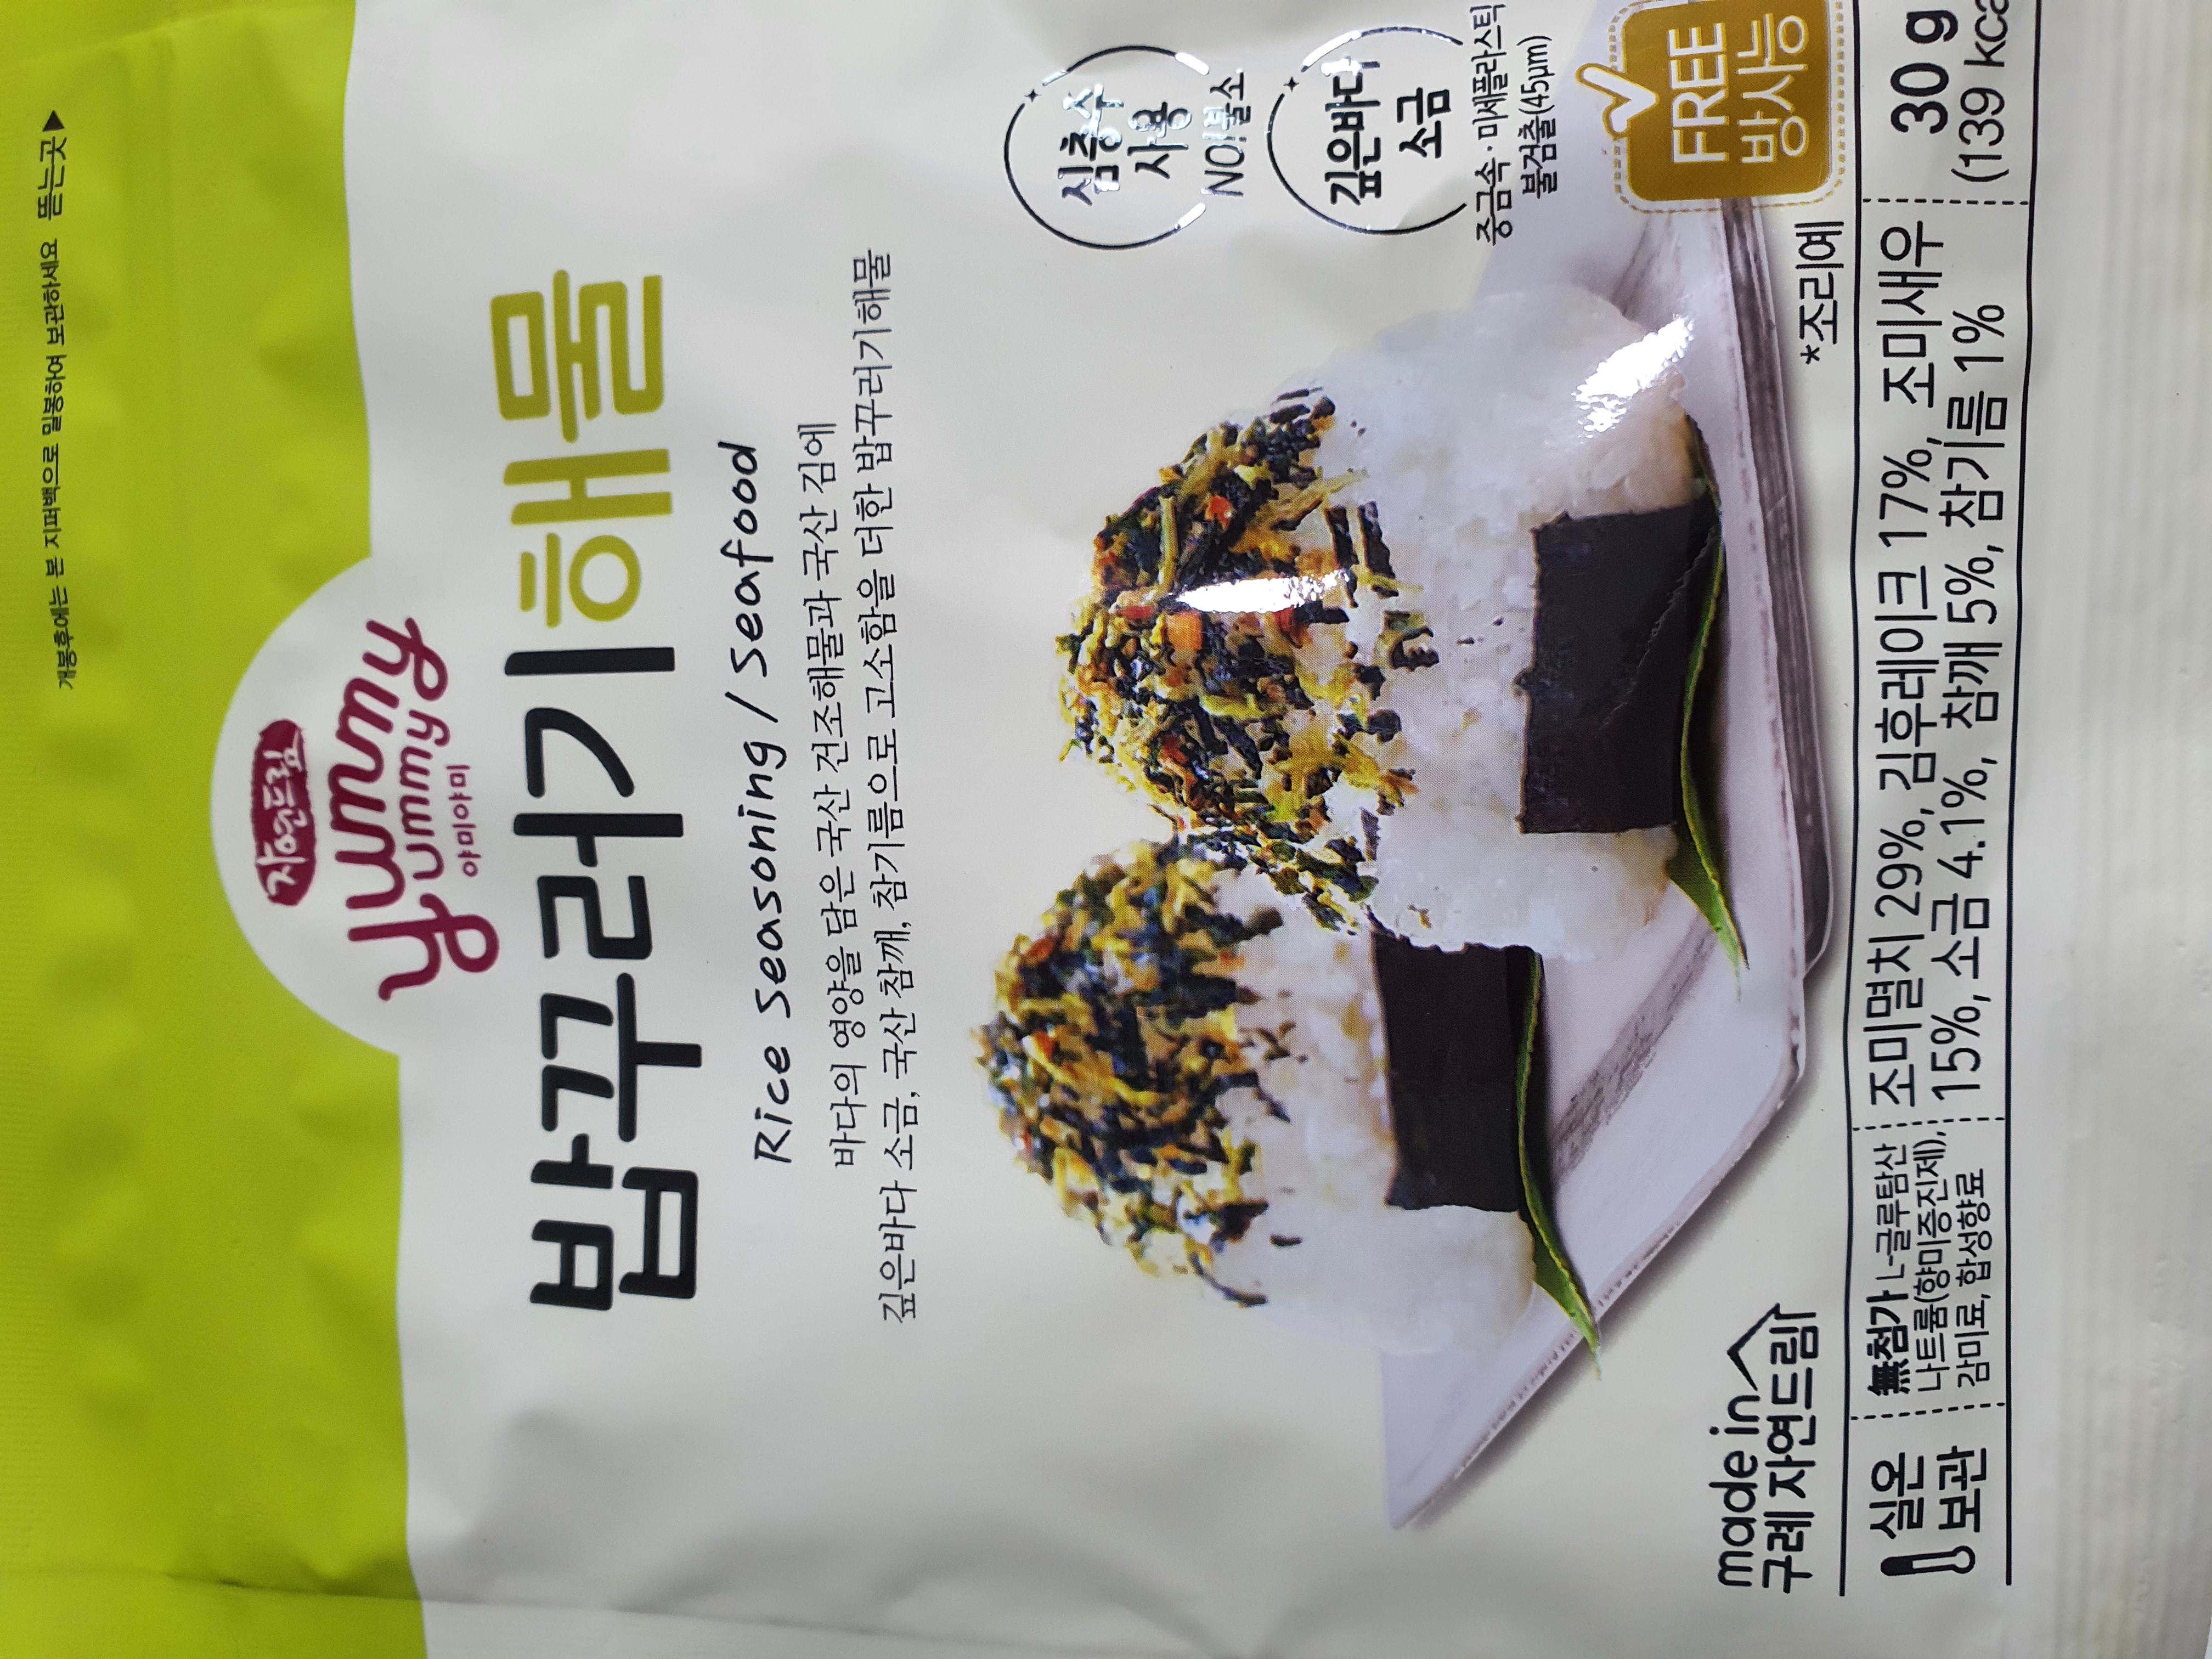 개봉후에는 본 지퍼백으로 밀봉하여 보관하세요 뜯는곳▶
자연드림
yummy
yummy
야미야미
밥꾸러기해물
Rice Seasoning / Seafood
바다의 영양을 담은 국산 건조해물과 국산 김에
깊은바다 소금, 국산 참깨, 참기름으로 고소함을 더한 밥꾸러기해물
심층수
사용
NO!불소
깊은바다
소금
중금속·미세플라스틱
불검출(45μm)
FREE
방사능
*조리예
made in
구례 자연드림
실온
보관
無첨가 L-글루탐산
나트륨(향미증진제),
감미료, 합성향료
조미멸치 29%, 김후레이크 17%, 조미새우
15%, 소금 4.1%, 참깨 5%, 참기름 1%
30 g
(139 kca